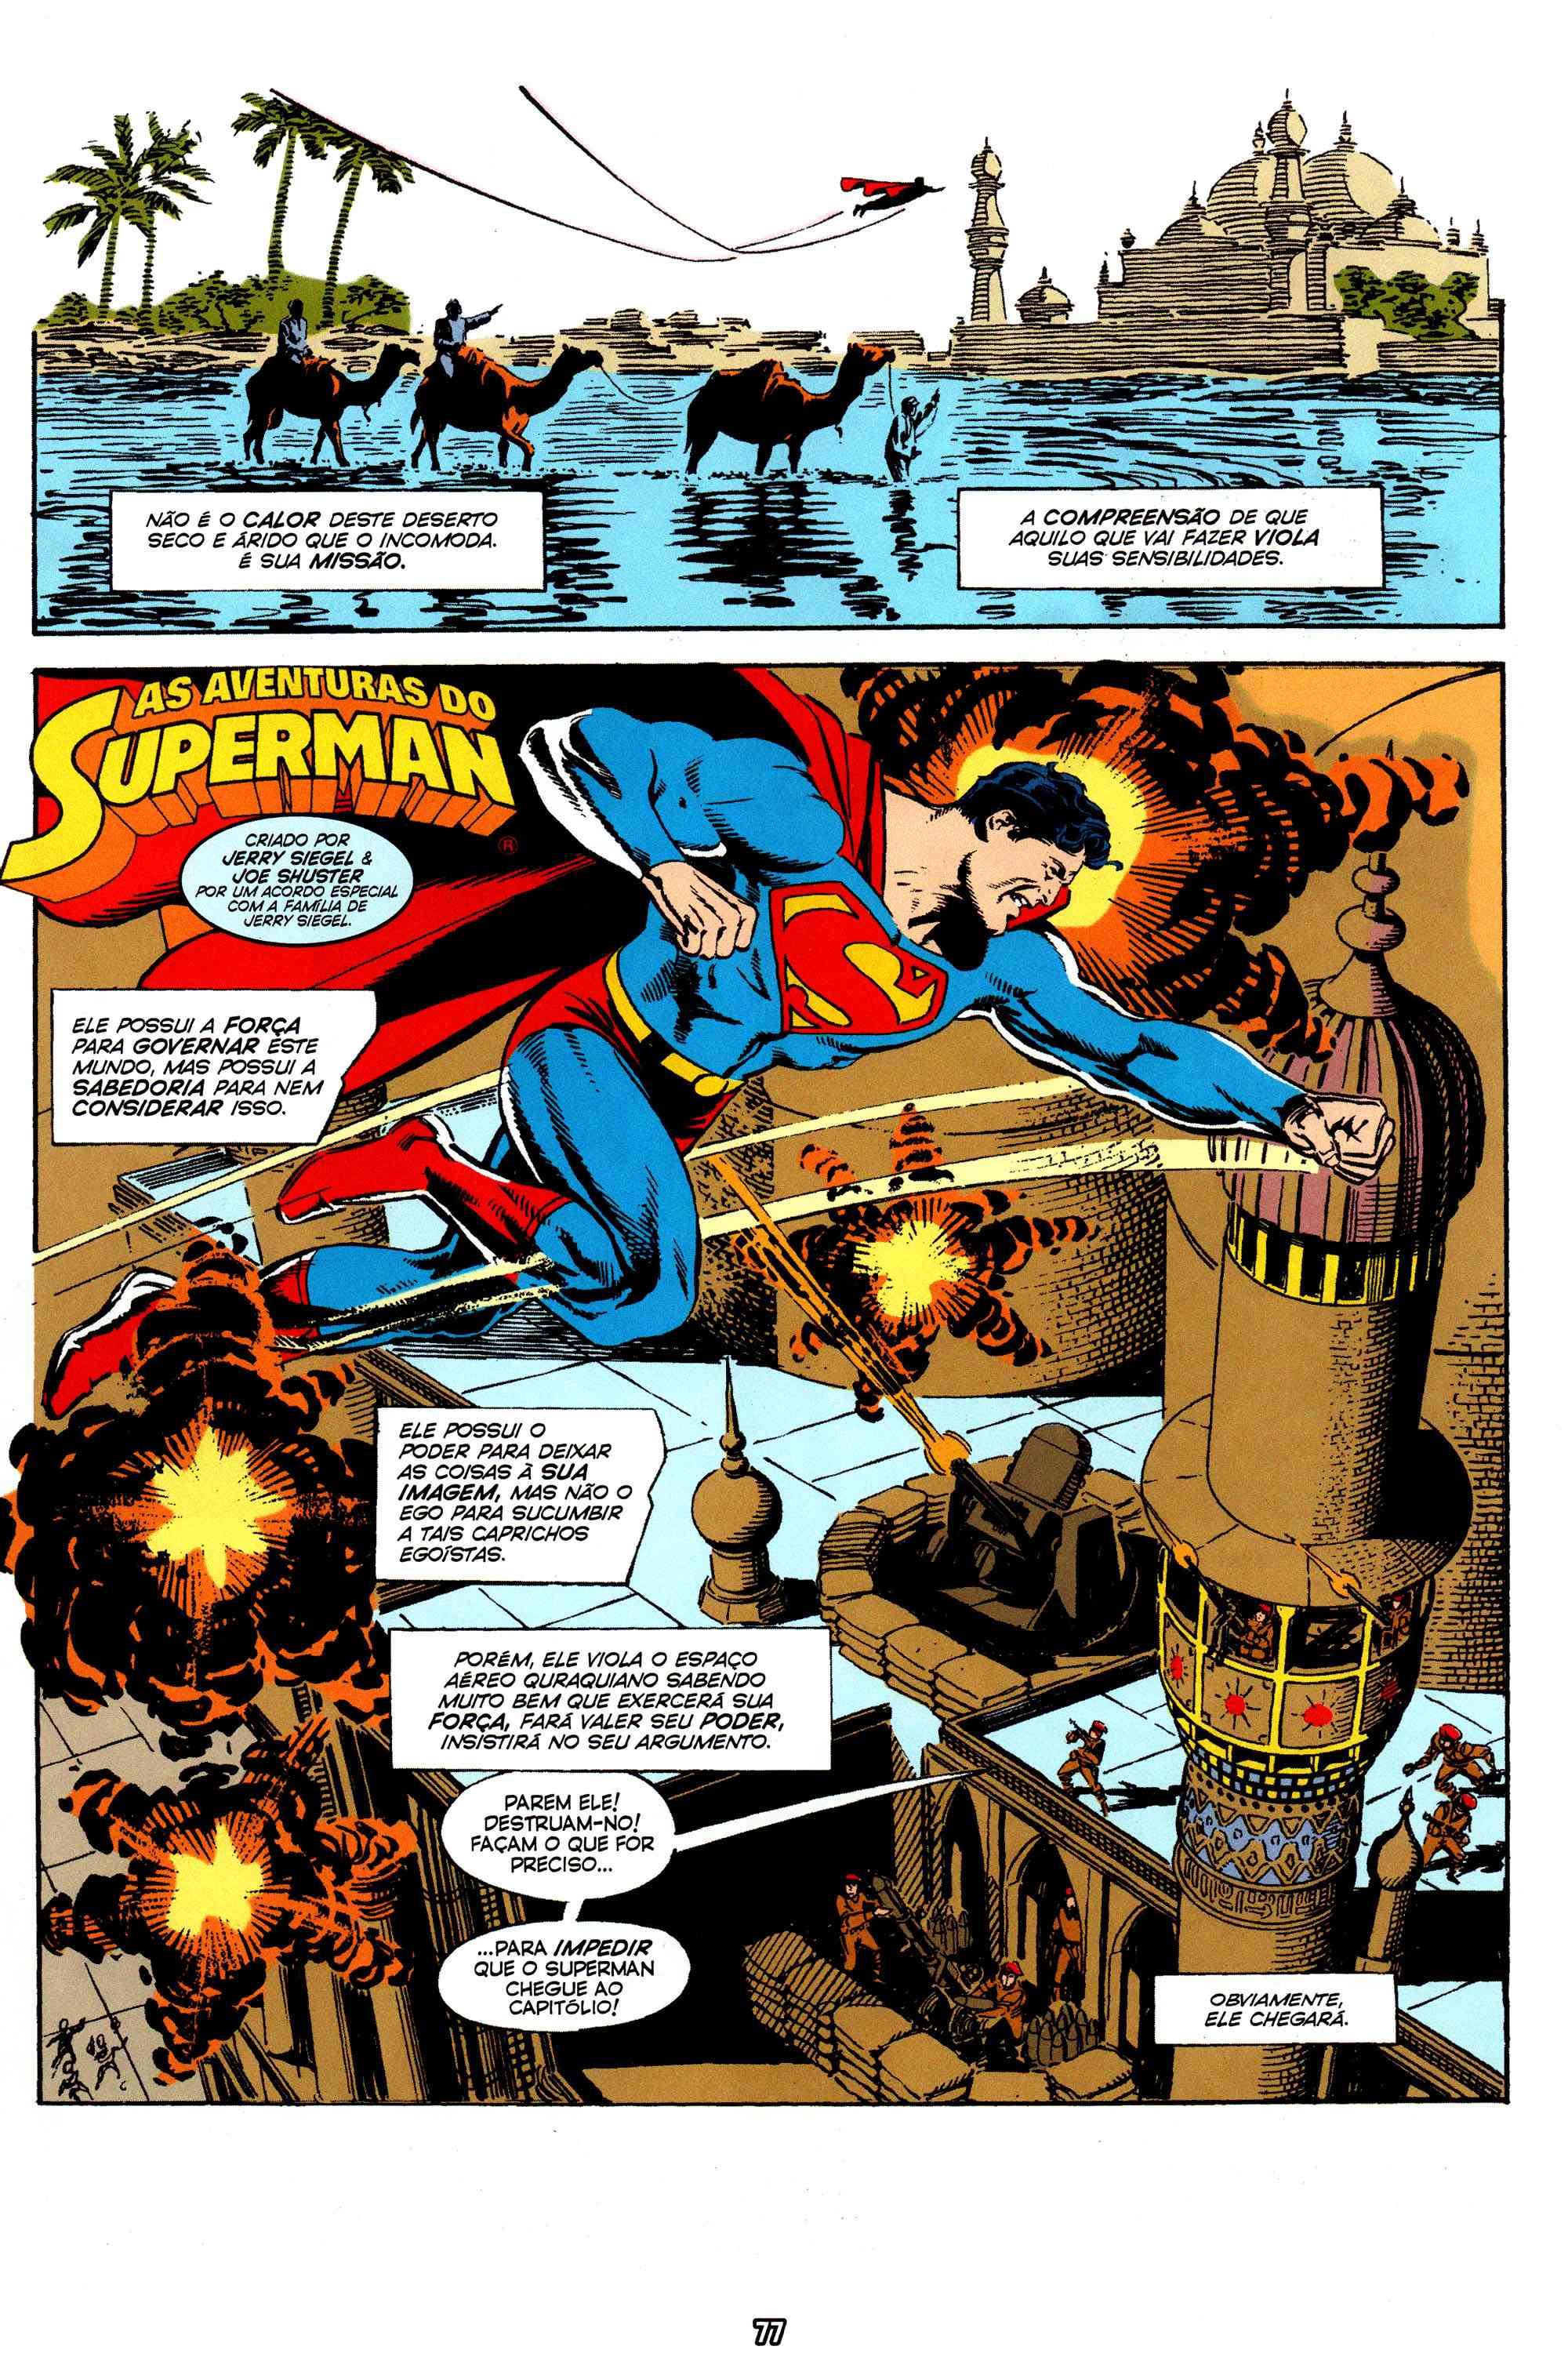 NÃO É O CALOR DESTE DESERTO
SECO E ÁRIDO QUE O INCOMODA.
É SUA MISSÃO.
A COMPREENSÃO DE QUE
AQUILO QUE VAI FAZER VIOLA
SUAS SENSIBILIDADES.
AS AVENTURAS DO
SUPERMAN
®
CRIADO POR
JERRY SIEGEL &
JOE SHUSTER
POR UM ACORDO ESPECIAL
COM A FAMÍLIA DE
JERRY SIEGEL.
S
ELE POSSUI A FORÇA
PARA GOVERNAR ESTE
MUNDO, MAS POSSUI A
SABEDORIA PARA NEM
CONSIDERAR ISSO.
ELE POSSUI O
PODER PARA DEIXAR
AS COISAS À SUA
IMAGEM, MAS NÃO O
EGO PARA SUCUMBIR
A TAIS CAPRICHOS
EGOÍSTAS.
PORÉM, ELE VIOLA O ESPAÇO
AÉREO QURAQUIANO SABENDO
MUITO BEM QUE EXERCERÁ SUA
FORÇA, FARÁ VALER SEU PODER,
INSISTIRÁ NO SEU ARGUMENTO.
PAREM ELE!
DESTRUAM-NO!
FAÇAM O QUE FOR
PRECISO...
...PARA IMPEDIR
QUE O SUPERMAN
CHEGUE AO
CAPITÓLIO!
OBVIAMENTE,
ELE CHEGARÁ.
77